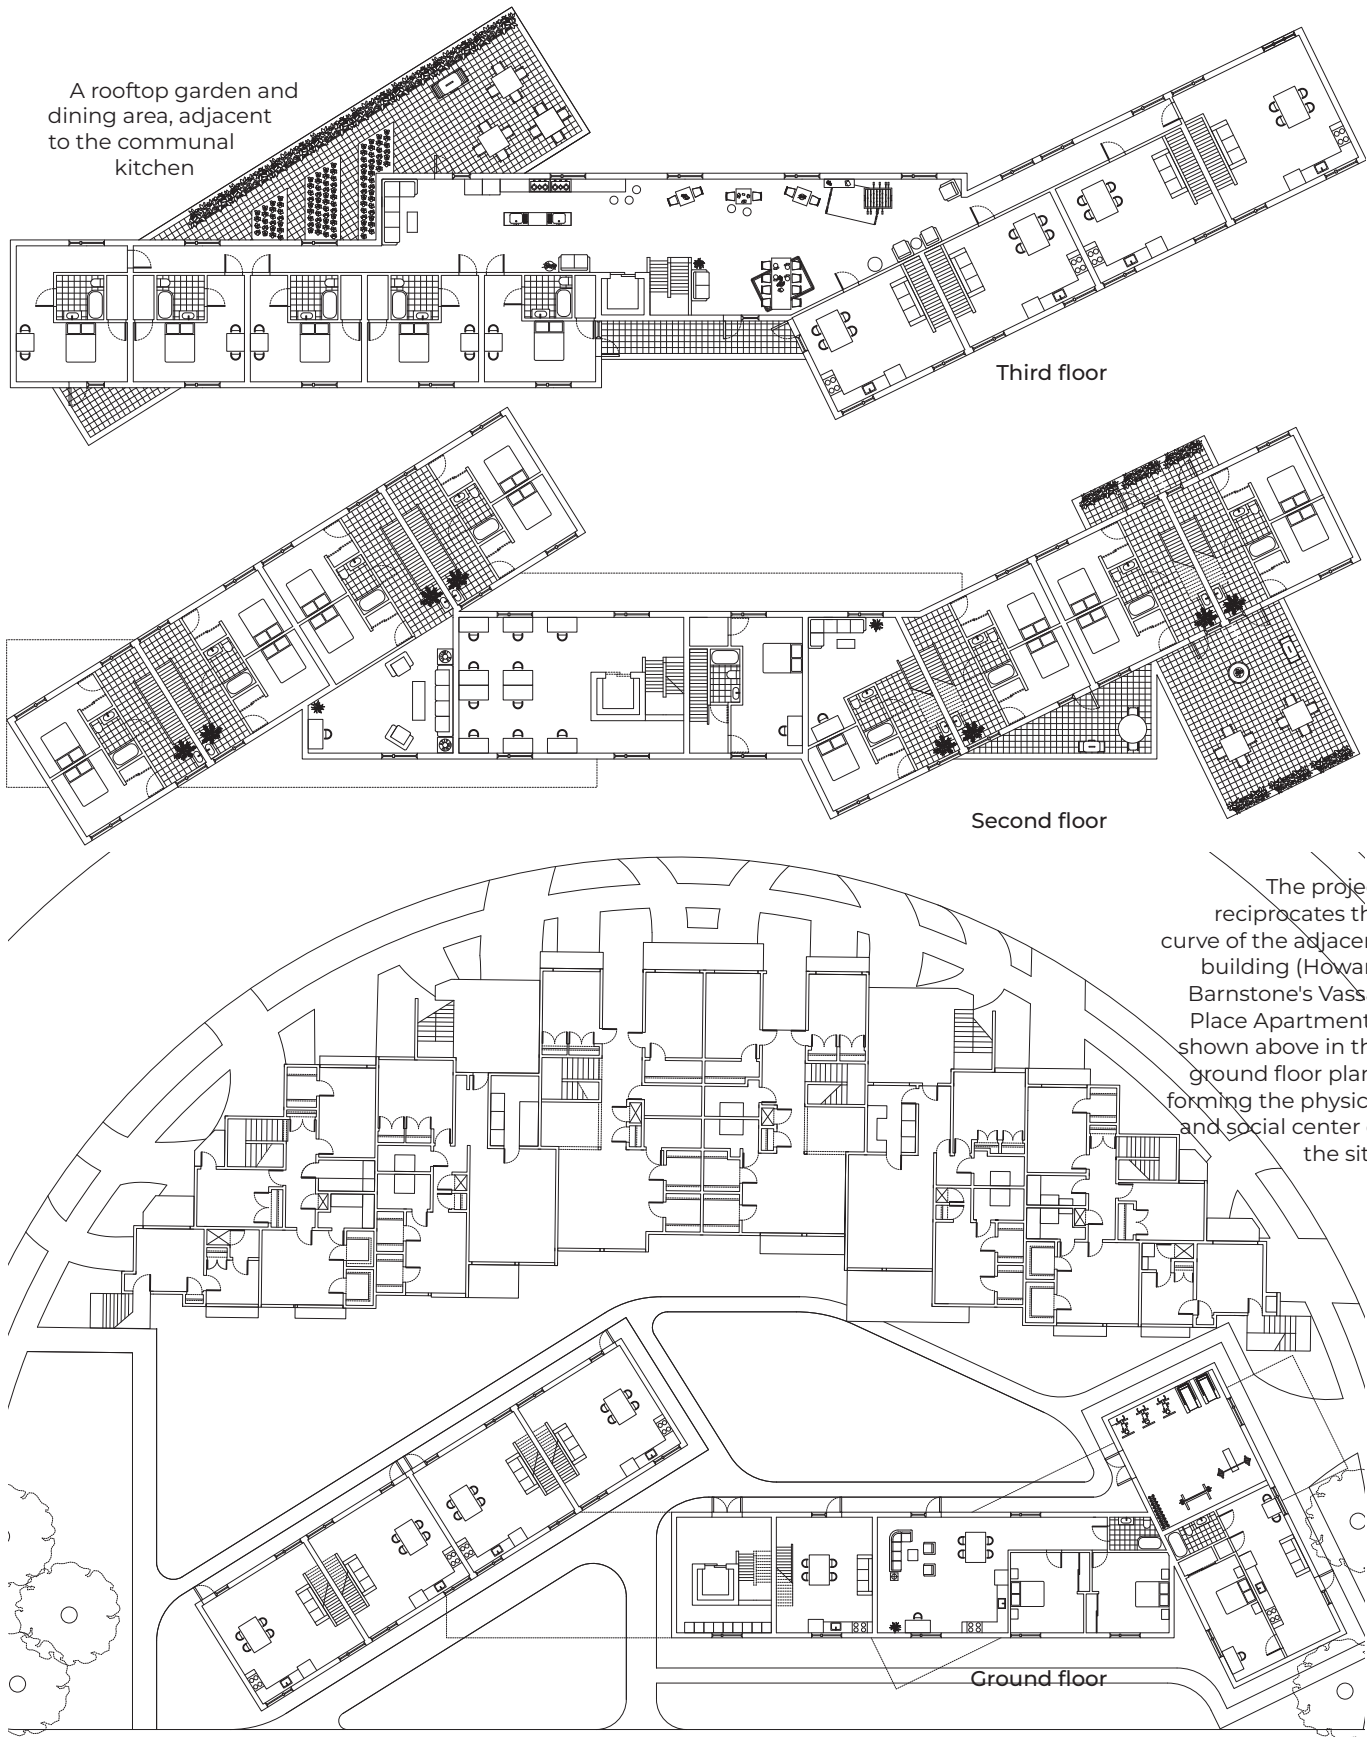 A rooftop garden and
dining area, adjacent
to the communal
kitchen
Third floor
Second floor
The proje
reciprocates th
curve of the adjacen
building (Howar
Barnstone's Vass
Place Apartment
shown above in th
ground floor plan
forming the physic
and social center
the sit
Ground floor